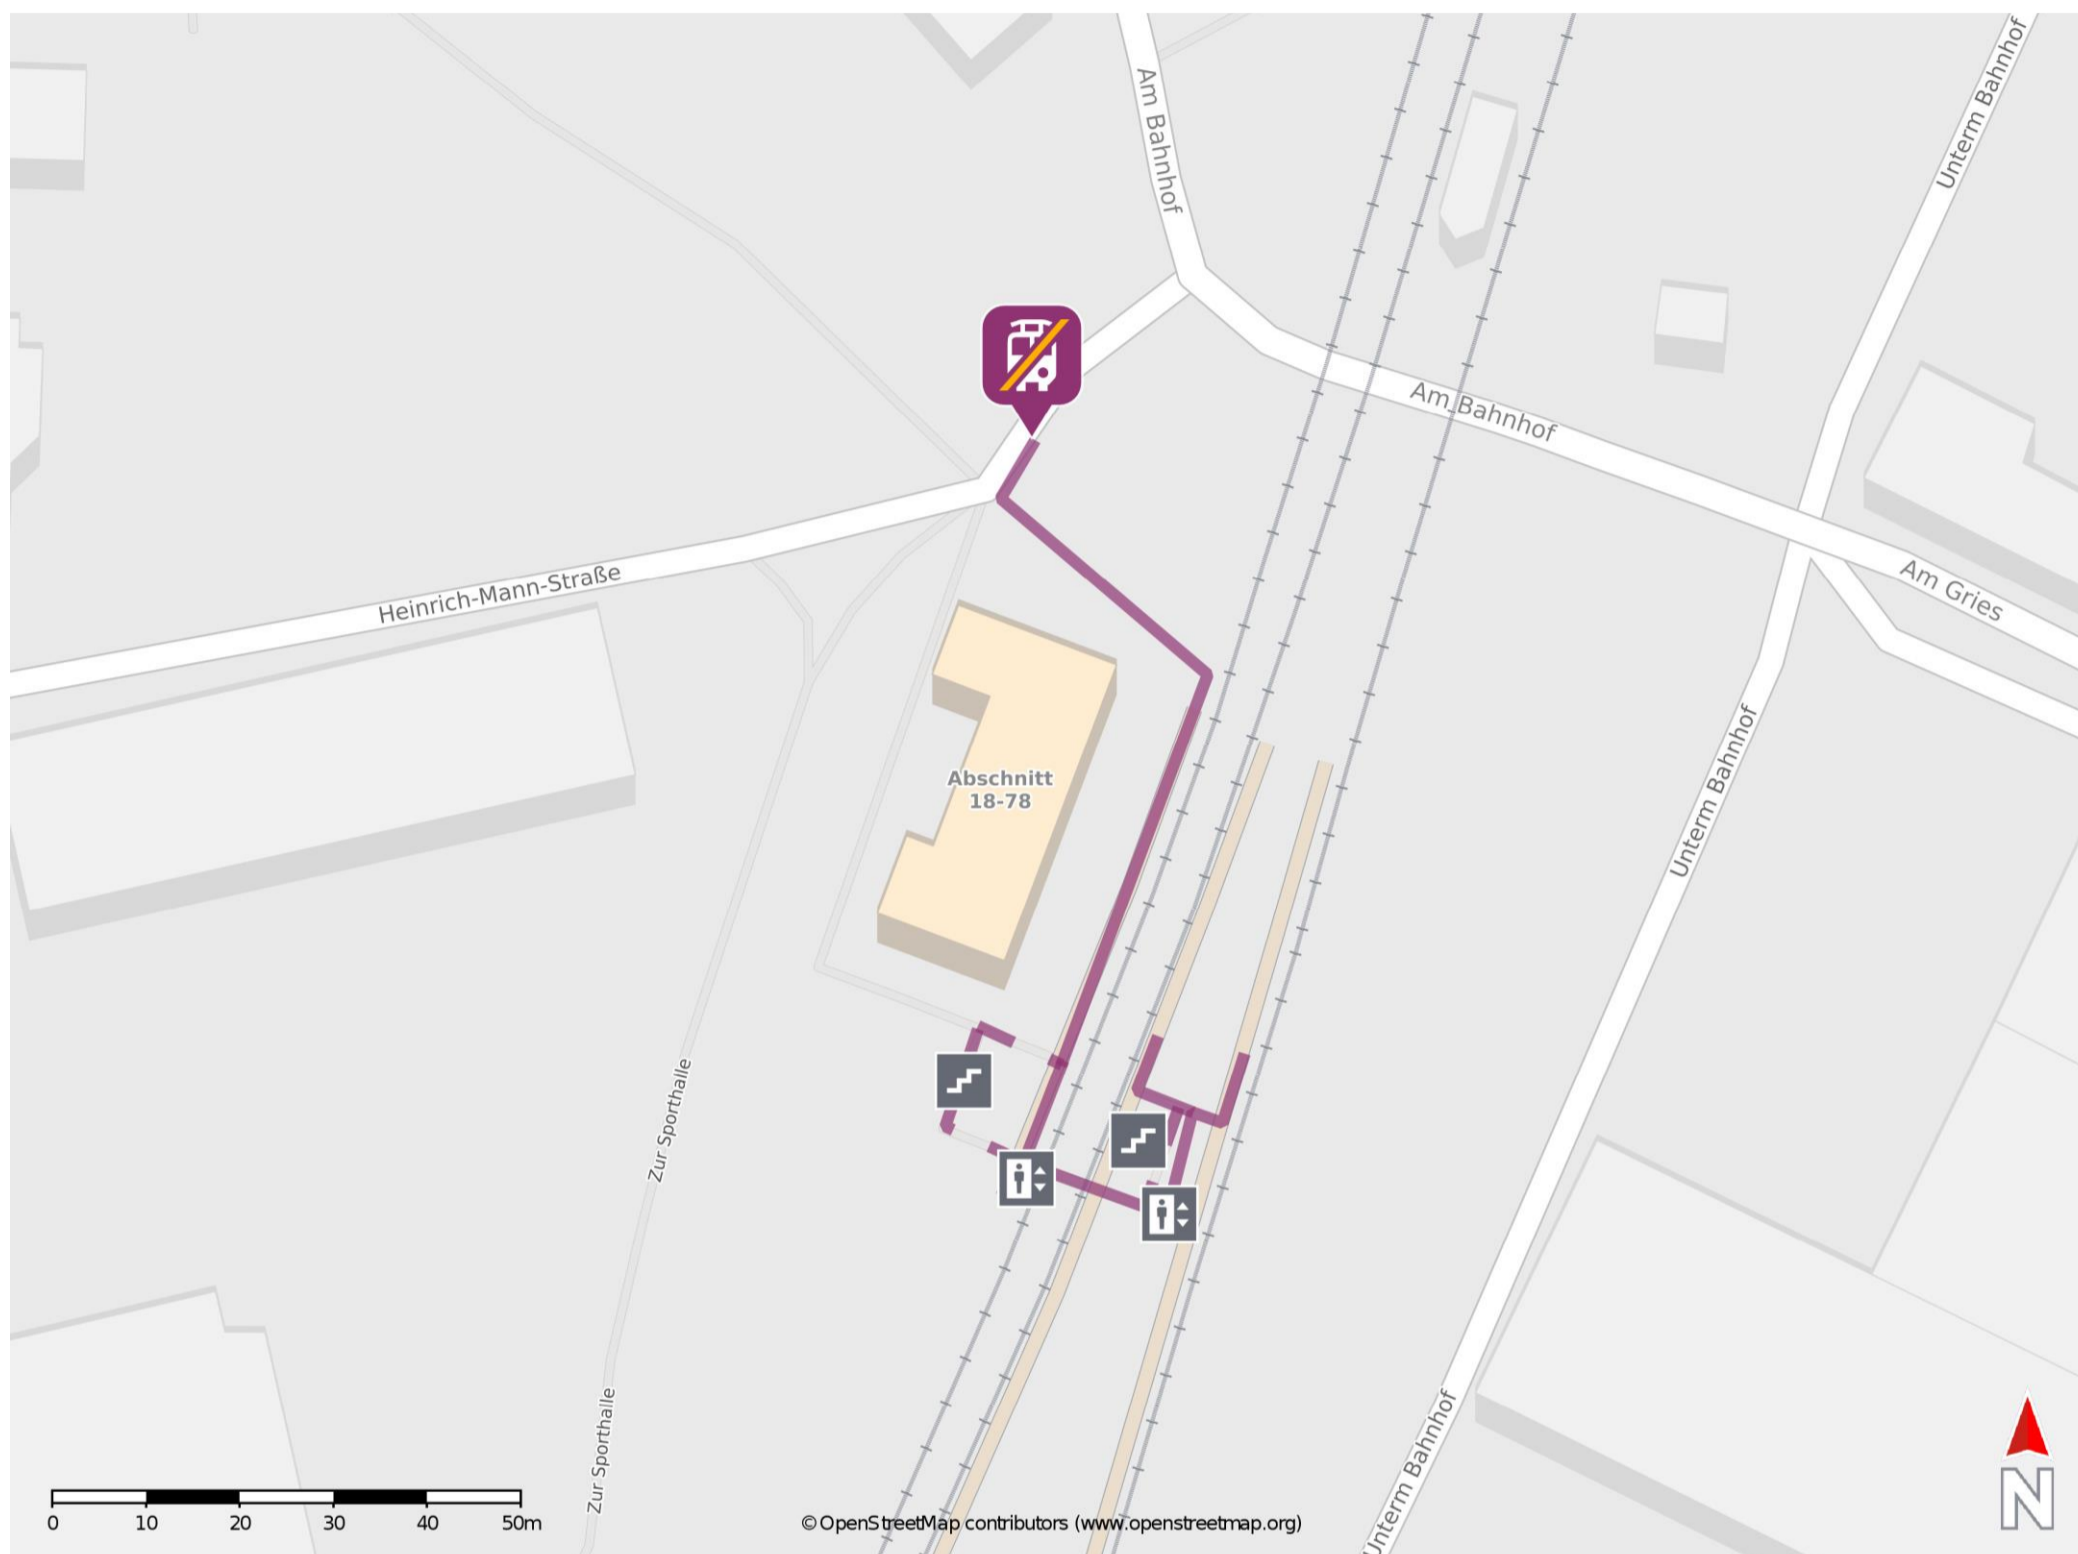 Am Bahnhof
Unterm Bahnhof
Am Bahnhof
Am Gries
Heinrich-Mann-Straße
Abschnitt
18-78
Unterm Bahnhof
Zur Sporthalle
Zur Sporthalle
Unterm Bahnhof
N
0 10 20 30 40 50m
© OpenStreetMap contributors (www.openstreetmap.org)